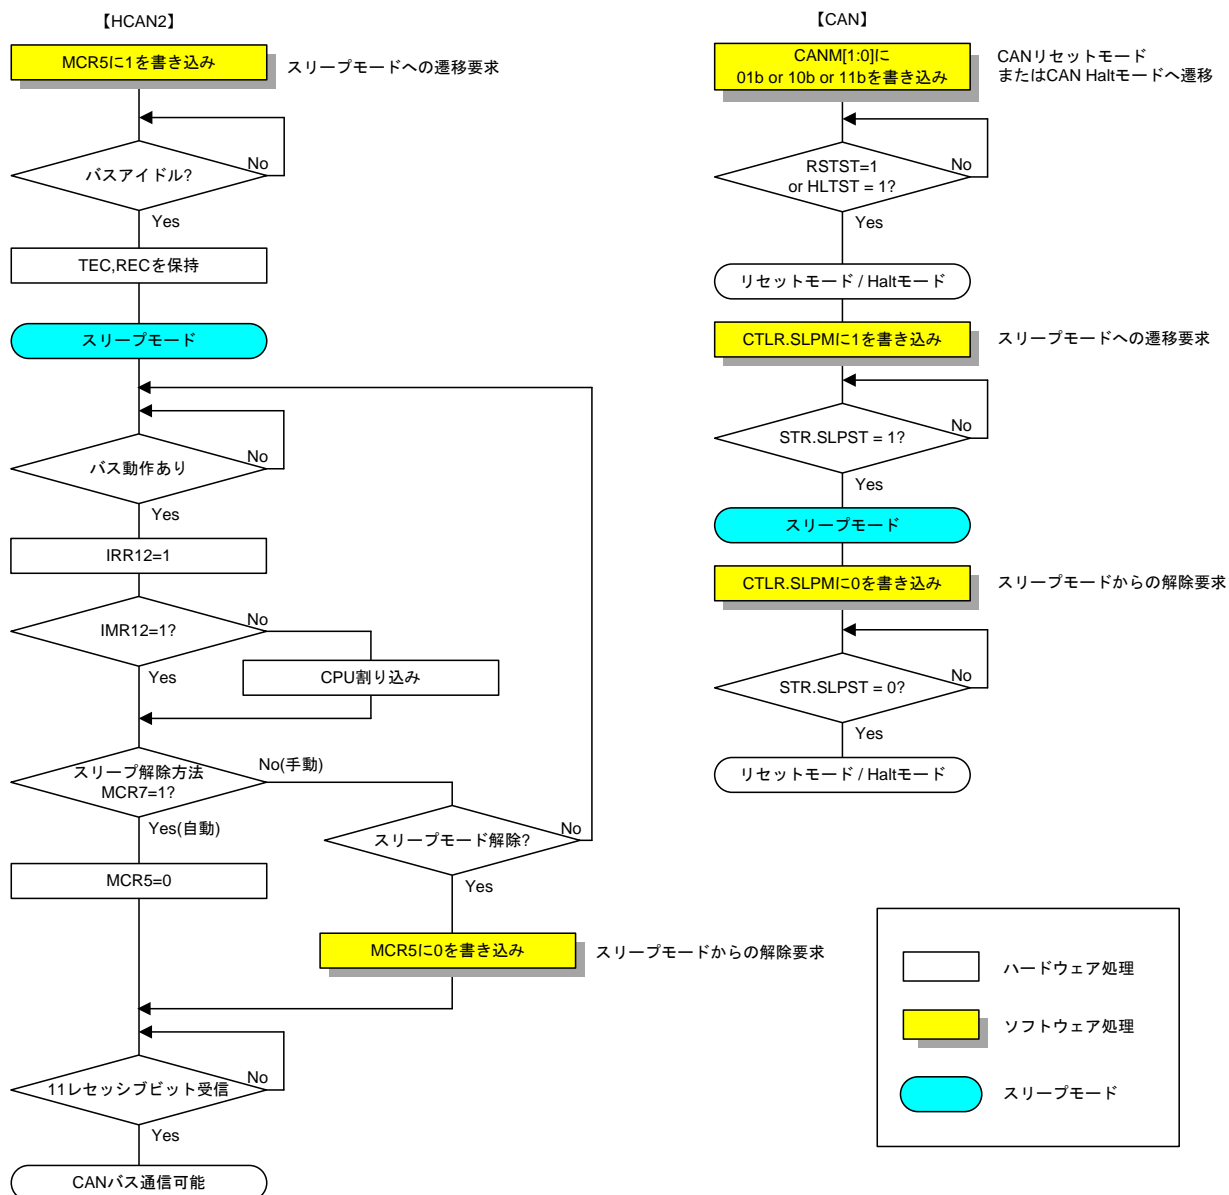 【HCAN2】
MCR5に1を書き込み
スリープモードへの遷移要求
バスアイドル?
No
Yes
TEC,RECを保持
スリープモード
バス動作あり
No
Yes
IRR12=1
IMR12=1?
No
Yes
CPU割り込み
スリープ解除方法
MCR7=1?
No(手動)
Yes(自動)
スリープモード解除?
No
Yes
MCR5=0
MCR5に0を書き込み
スリープモードからの解除要求
11レセッシブビット受信
No
Yes
CANバス通信可能
【CAN】
CANM[1:0]に
01b or 10b or 11bを書き込み
CANリセットモード
またはCAN Haltモードへ遷移
RSTST=1
or HLTST = 1?
No
Yes
リセットモード / Haltモード
CTLR.SLPMに1を書き込み
スリープモードへの遷移要求
STR.SLPST = 1?
No
Yes
スリープモード
CTLR.SLPMに0を書き込み
スリープモードからの解除要求
STR.SLPST = 0?
No
Yes
リセットモード / Haltモード
ハードウェア処理
ソフトウェア処理
スリープモード